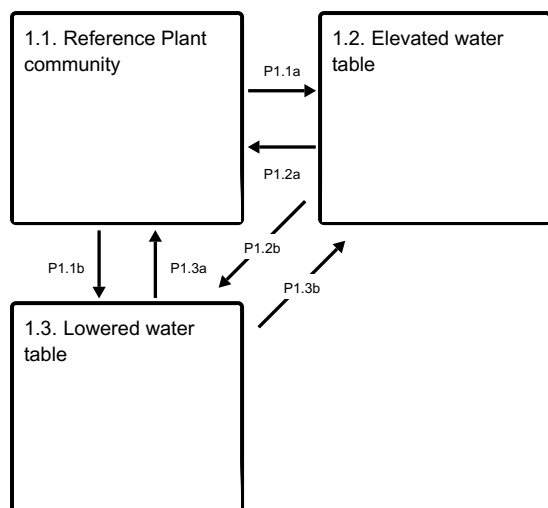 1.1. Reference Plant
community
1.2. Elevated water
table
P1.1a
P1.2a
P1.1b
P1.3a
P1.2b
P1.3b
1.3. Lowered water
table